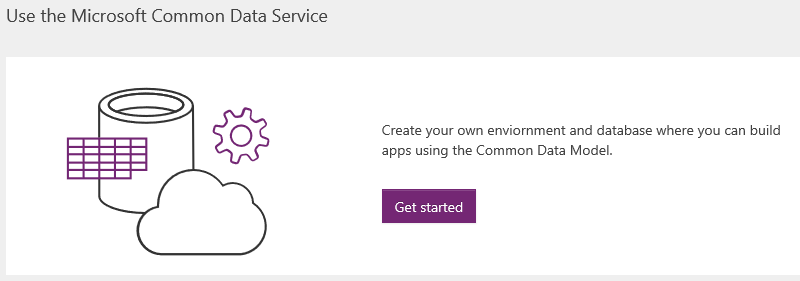 Use the Microsoft Common Data Service
Create your own enviornment and database where you can build
apps using the Common Data Model.
Get started